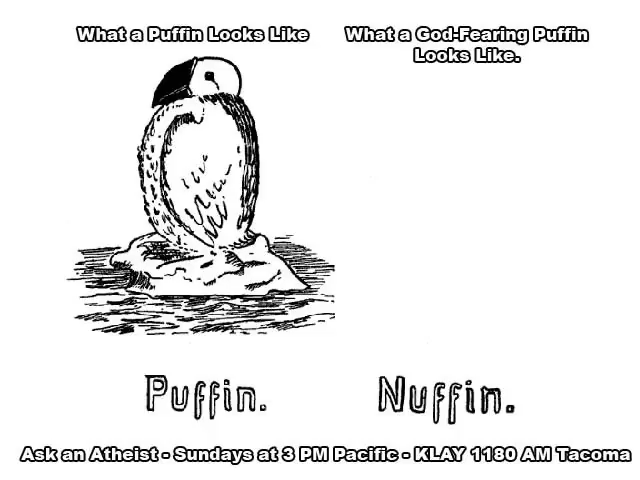 What a Puffin Looks Like
What a God-Fearing Puffin
Looks Like.
Puffin.
Nuffin.
Ask an Atheist - Sundays at 3 PM Pacific - KLAY 1180 AM Tacoma